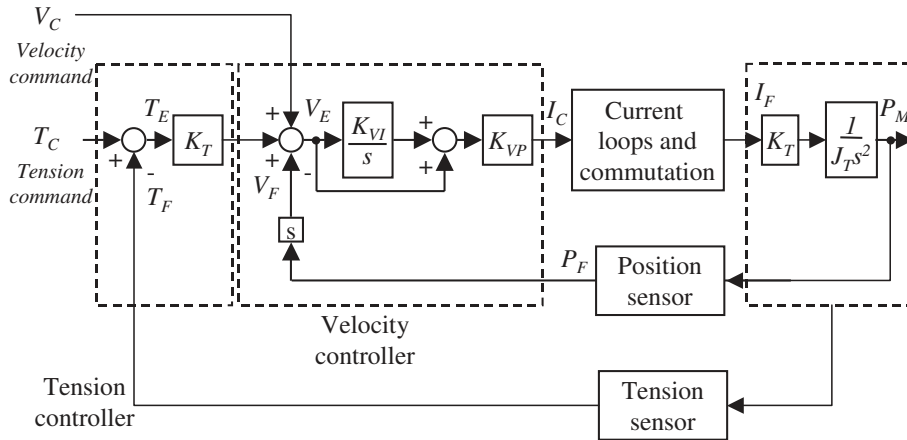 V_C
Velocity
command
T_C
Tension
command
+
-
T_E
T_F
K_T
+
+
-
V_E
V_F
K_VI
s
+
+
K_VP
I_C
Current
loops and
commutation
I_F
K_T
1
J_T s²
P_M
s
P_F
Position
sensor
Velocity
controller
Tension
controller
Tension
sensor